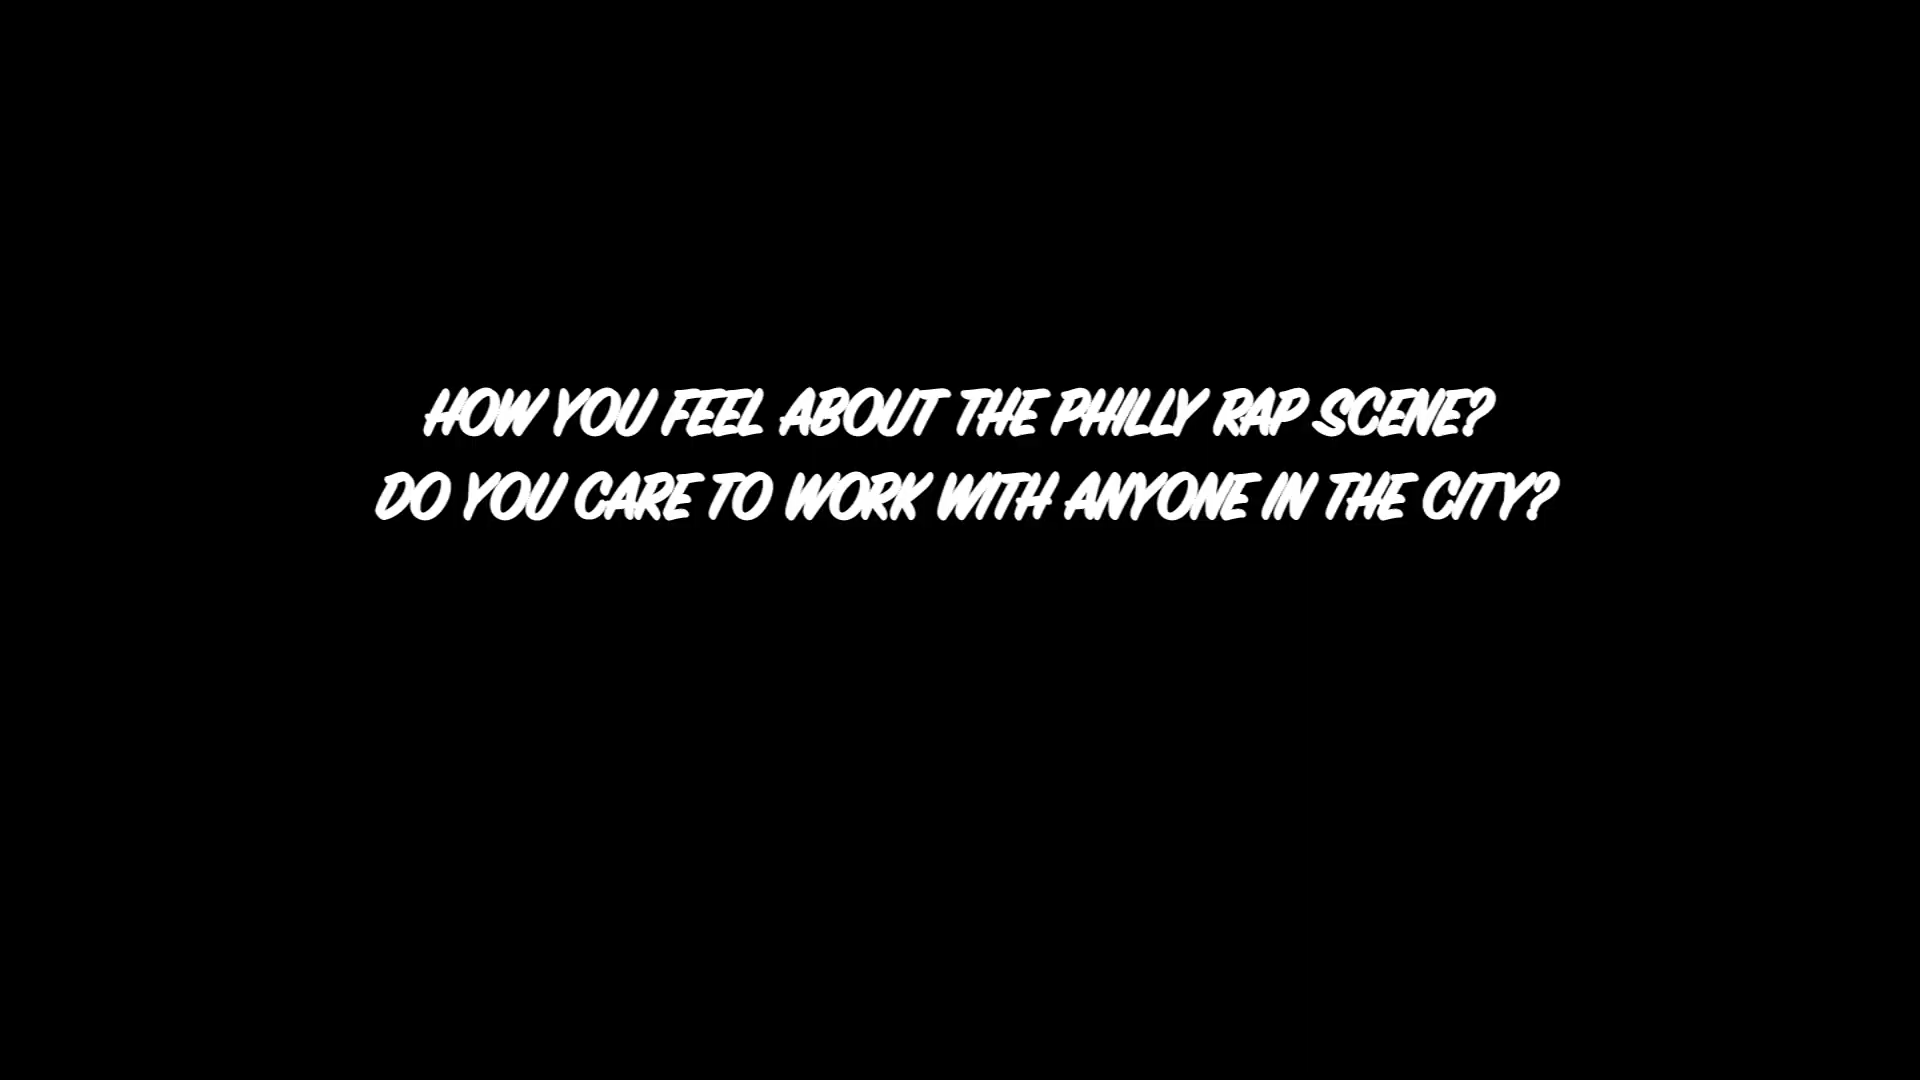 HOW YOU FEEL ABOUT THE PHILLY RAP SCENE?
DO YOU CARE TO WORK WITH ANYONE IN THE CITY?